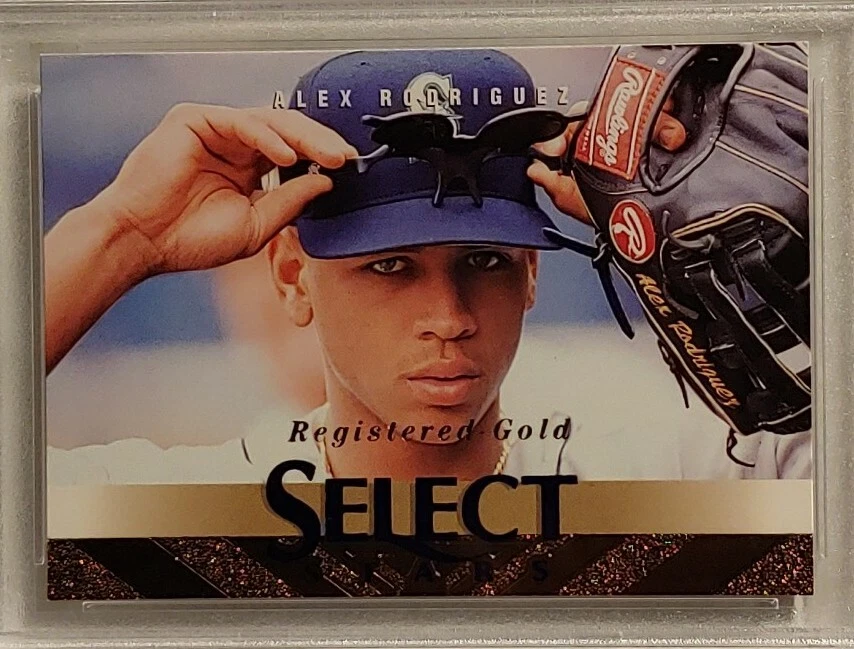 ALEX RODRIGUEZ
Rawlings
R
Alex Rodriguez
Registered Gold
SELECT
STARS